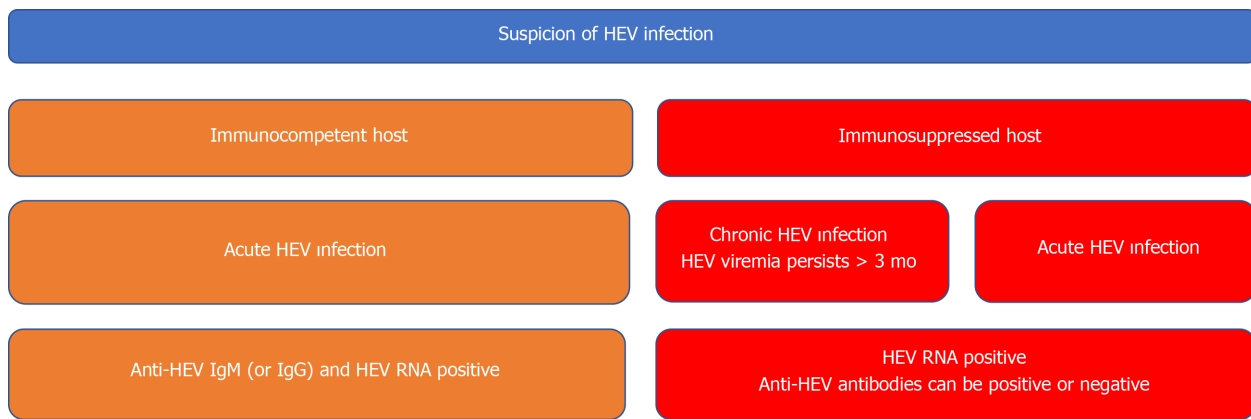 Suspicion of HEV infection
Immunocompetent host
Immunosuppressed host
Acute HEV ınfection
Chronic HEV ınfection
HEV viremia persists > 3 mo
Acute HEV ınfection
Anti-HEV IgM (or IgG) and HEV RNA positive
HEV RNA positive
Anti-HEV antibodies can be positive or negative